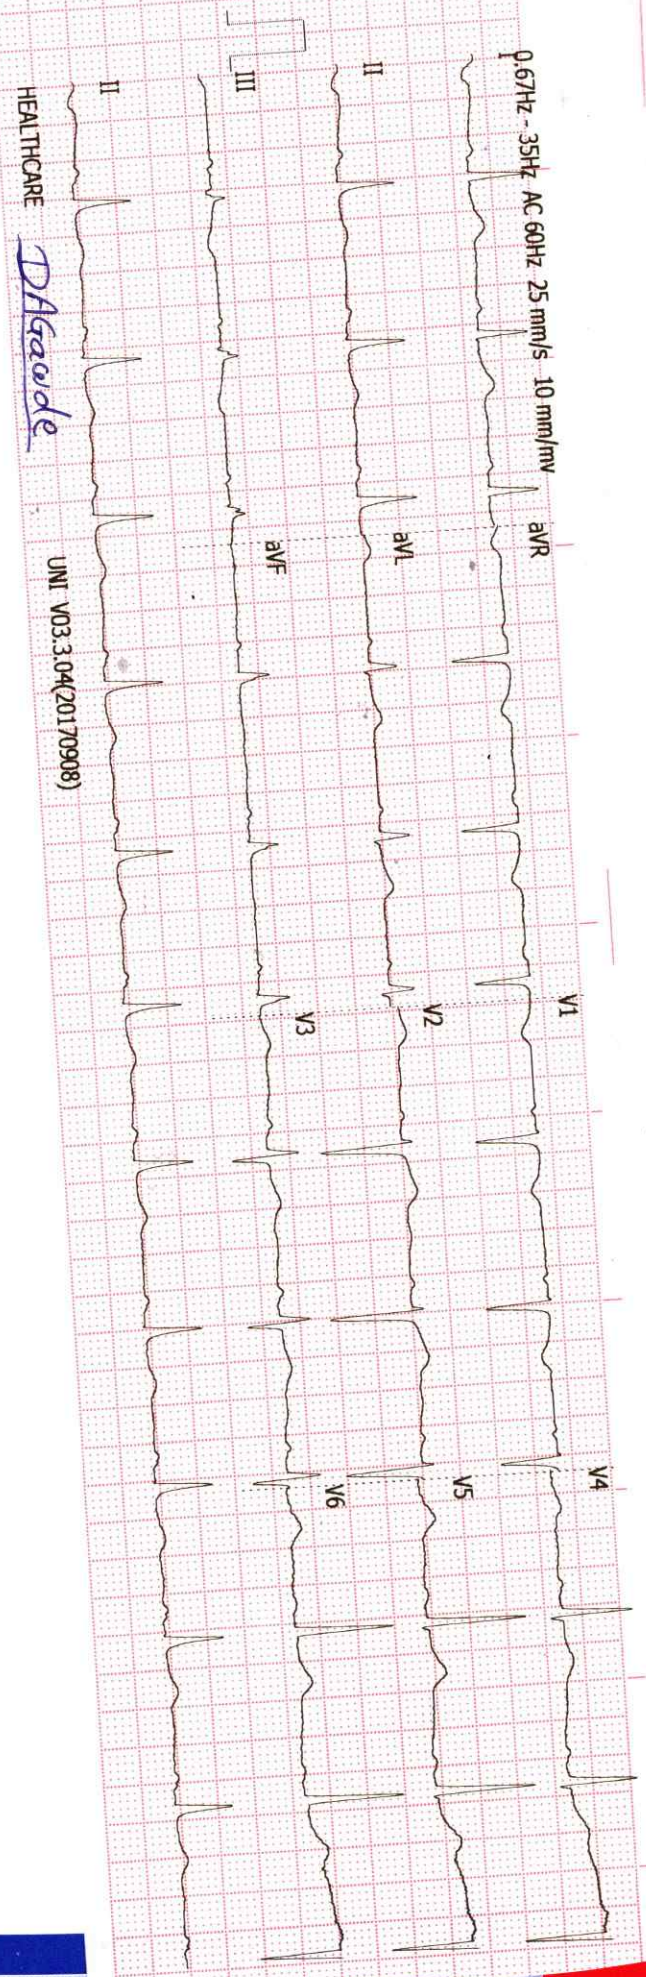 0.67Hz - 35Hz AC 60Hz 25 mm/s 10 mm/mV
I aVR V1 V4
II aVL V2 V5
III aVF V3 V6
II
HEALTHCARE DAGawde UNI V03.3.04(20170908)